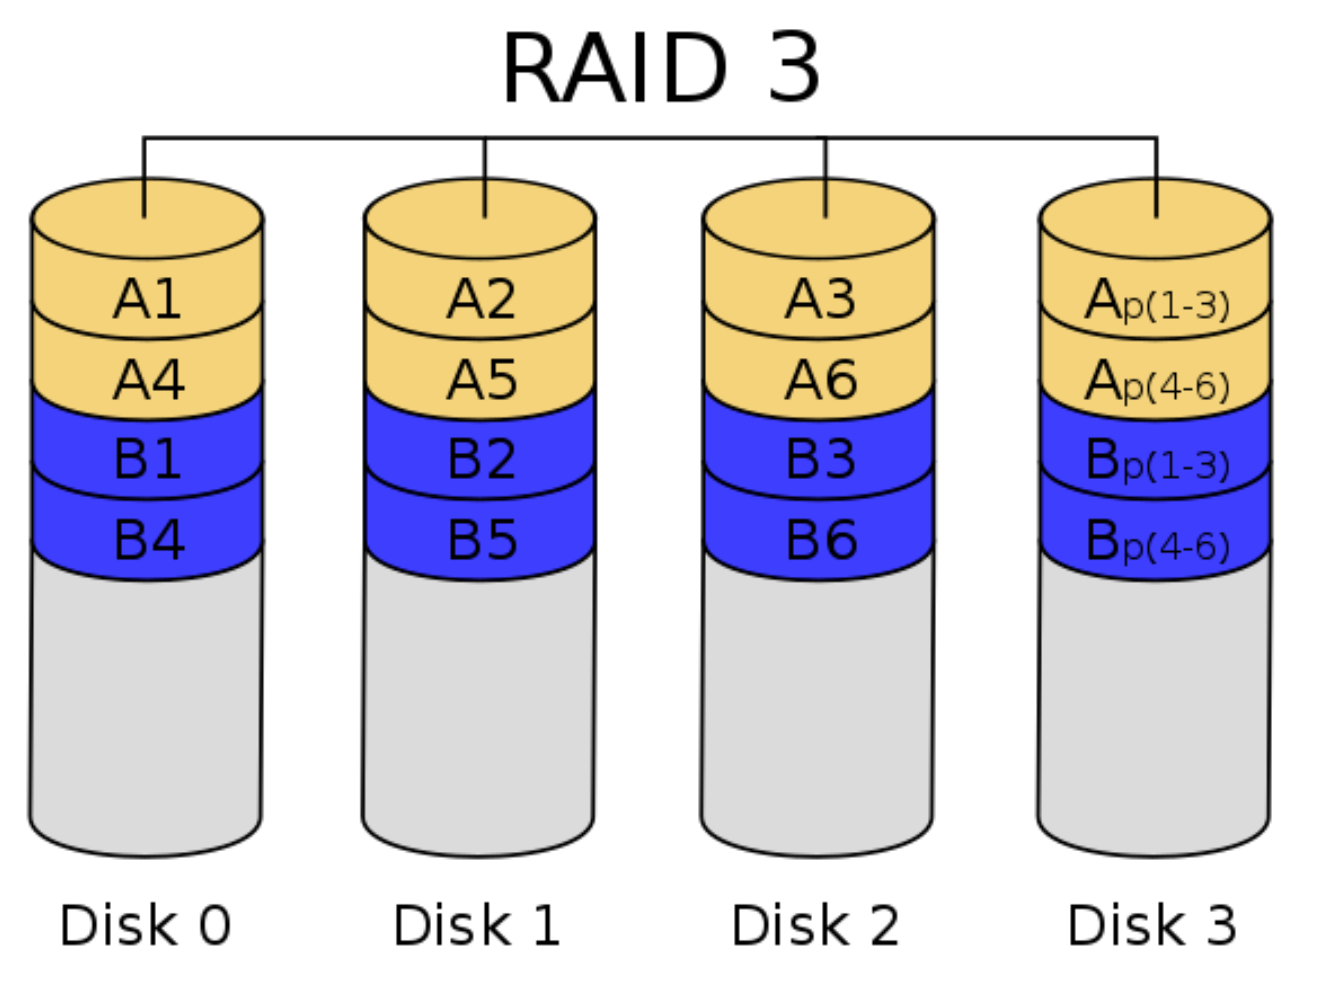 RAID 3
A1 A2 A3 Ap(1-3)
A4 A5 A6 Ap(4-6)
B1 B2 B3 Bp(1-3)
B4 B5 B6 Bp(4-6)
Disk 0 Disk 1 Disk 2 Disk 3